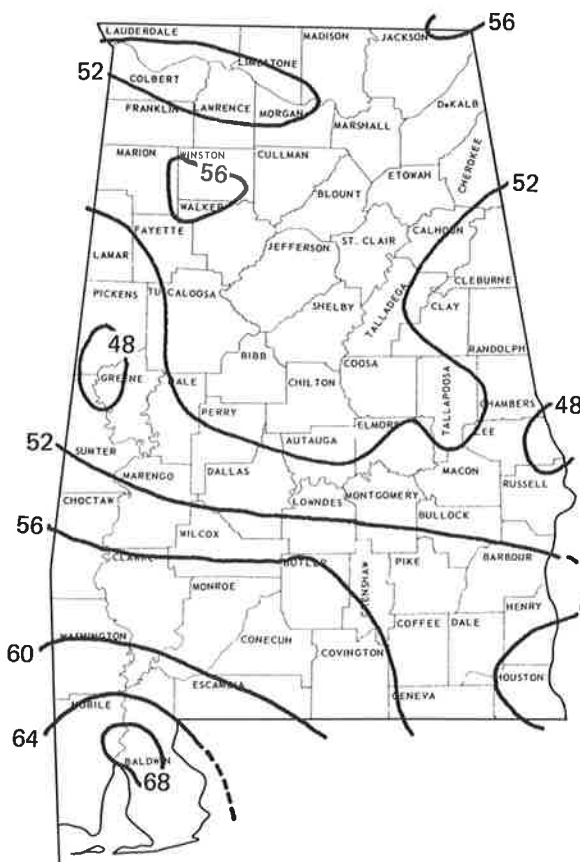 56
LAUDERDALE
LIMESTONE
MADISON
JACKSON
52
COLBERT
FRANKLIN
LAWRENCE
MORGAN
DeKALB
MARSHALL
MARION
WINSTON
56
CULLMAN
CHEROKEE
ETOWAH
52
BLOUNT
WALKER
FAYETTE
JEFFERSON
ST. CLAIR
CALHOUN
LAMAR
TALLADEGA
CLEBURNE
PICKENS
TUSCALOOSA
SHELBY
CLAY
RANDOLPH
48
BIBB
COOSA
GREENE
HALE
CHILTON
TALLAPOOSA
CHAMBERS
48
PERRY
ELMORE
LEE
52
AUTAUGA
SUMTER
MARENGO
DALLAS
MACON
RUSSELL
CHOCTAW
LOWNDES
MONTGOMERY
BULLOCK
56
WILCOX
CLARKE
BUTLER
CRENSHAW
PIKE
BARBOUR
MONROE
HENRY
COFFEE
DALE
60
WASHINGTON
CONECUH
COVINGTON
HOUSTON
ESCAMBIA
GENEVA
MOBILE
64
BALDWIN
68